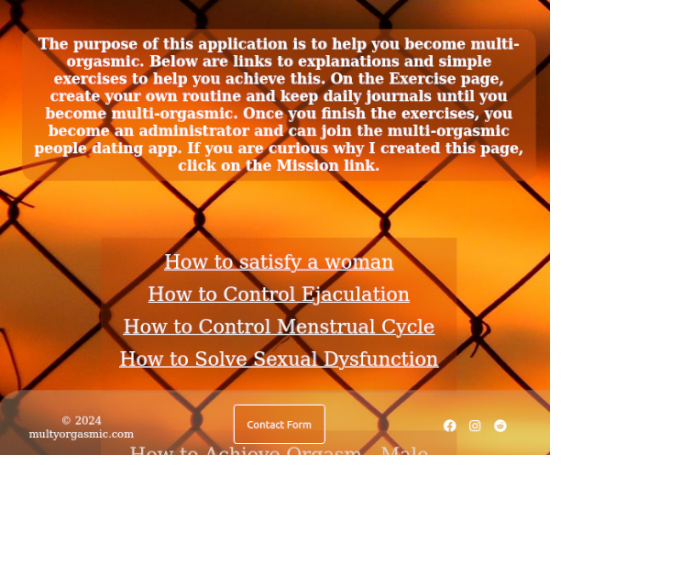 The purpose of this application is to help you become multi-
orgasmic. Below are links to explanations and simple
exercises to help you achieve this. On the Exercise page,
create your own routine and keep daily journals until you
become multi-orgasmic. Once you finish the exercises, you
become an administrator and can join the multi-orgasmic
people dating app. If you are curious why I created this page,
click on the Mission link.
How to satisfy a woman
How to Control Ejaculation
How to Control Menstrual Cycle
How to Solve Sexual Dysfunction
© 2024
multyorgasmic.com
Contact Form
How to Achieve Orgasm - Male